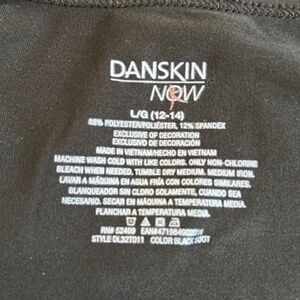 DANSKIN
NOW
L/G (12-14)
88% POLYESTER/POLIÉSTER, 12% SPANDEX
EXCLUSIVE OF DECORATION
EXCLUSIVO DE DECORACIÓN
MADE IN VIETNAM/HECHO EN VIETNAM
MACHINE WASH COLD WITH LIKE COLORS. ONLY NON-CHLORINE
BLEACH WHEN NEEDED. TUMBLE DRY MEDIUM. MEDIUM IRON.
LAVAR A MÁQUINA EN AGUA FRÍA CON COLORES SIMILARES.
BLANQUEADOR SIN CLORO SOLAMENTE, CUANDO SEA
NECESARIO. SECAR EN MÁQUINA A TEMPERATURA MEDIA.
PLANCHAR A TEMPERATURA MEDIA.
RN# 52469 EAN#
STYLE DL32T011 COLOR BLACK SOOT